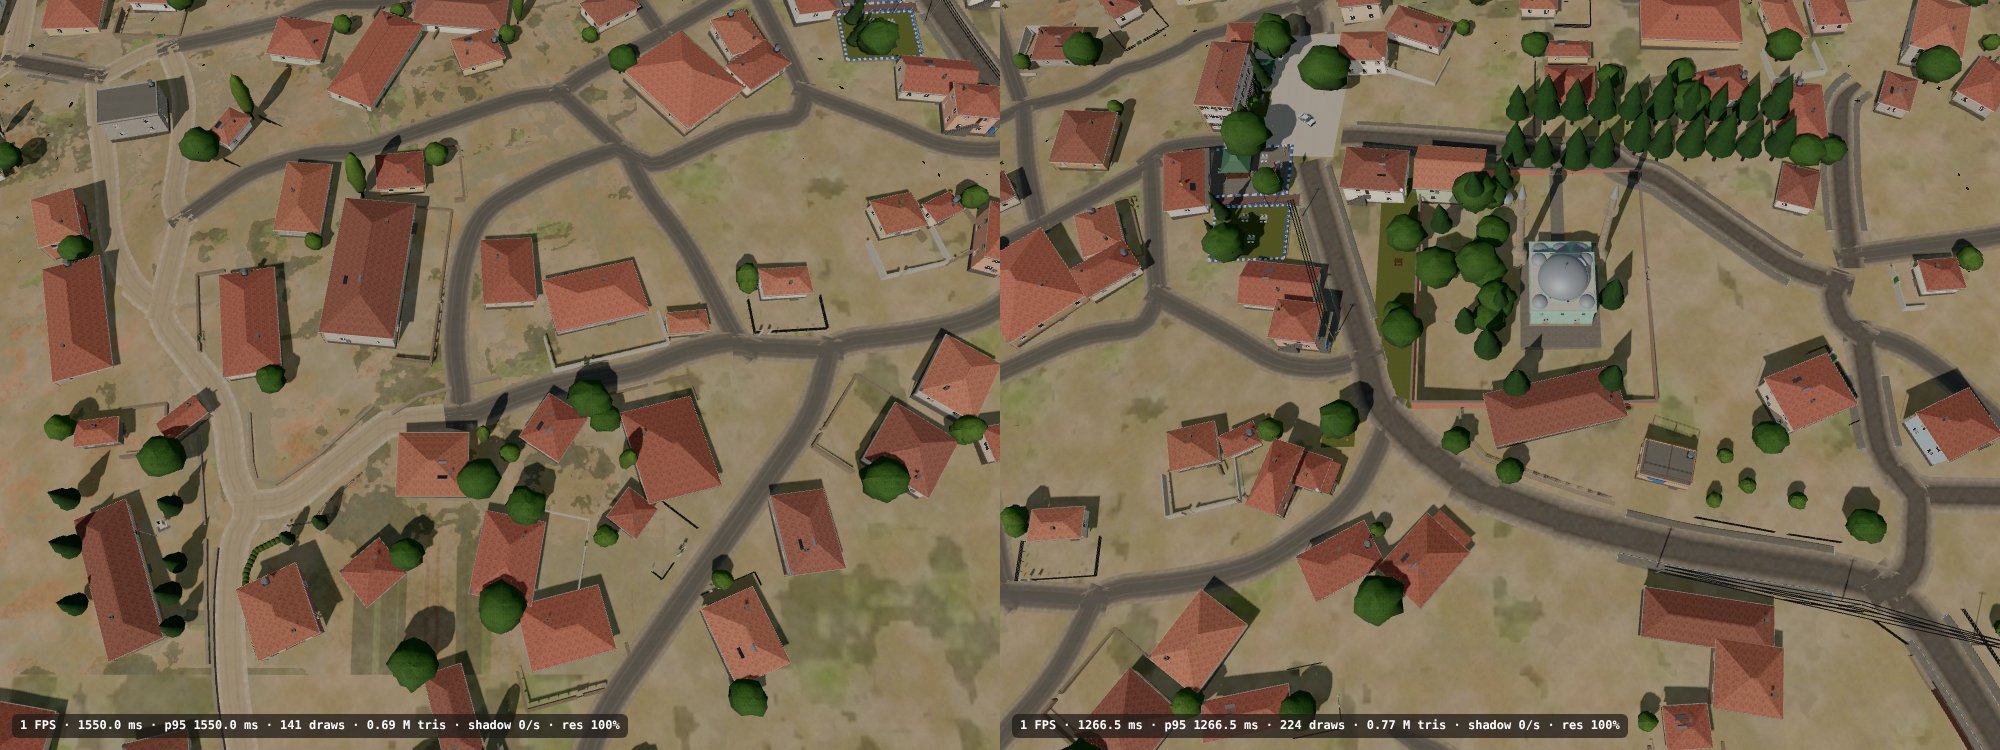 1 FPS · 1550.0 ms · p95 1550.0 ms · 141 draws · 0.69 M tris · shadow 0/s · res 100%
1 FPS · 1266.5 ms · p95 1266.5 ms · 224 draws · 0.77 M tris · shadow 0/s · res 100%